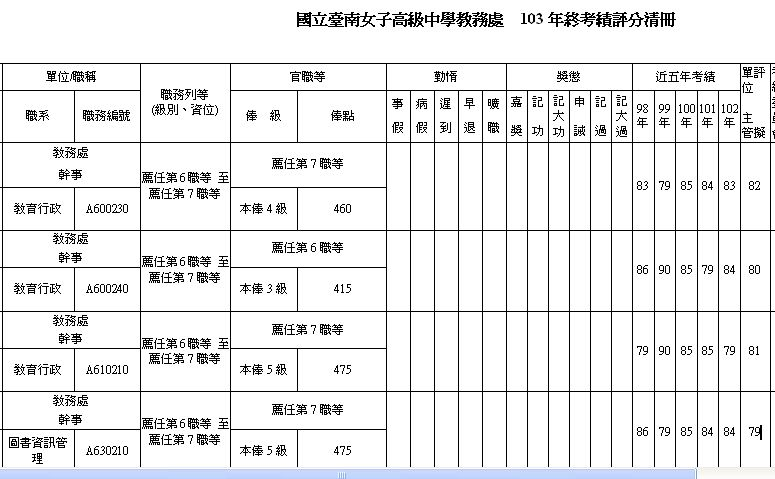 國立臺南女子高級中學教務處　103 年終考績評分清冊
單位/職稱
職務列等
(級別、資位)
官職等
勤惰
獎懲
近五年考績
單位主管
評擬
職系
職務編號
俸　級
俸點
事假
病假
遲到
早退
曠職
嘉獎
記功
記大功
申誡
記過
記大過
98年
99年
100年
101年
102年
教務處
幹事
薦任第6職等 至
薦任第7職等
薦任第7職等
教育行政
A600230
本俸4級
460
83
79
85
84
83
82
教務處
幹事
薦任第6職等 至
薦任第7職等
薦任第6職等
教育行政
A600240
本俸3級
415
86
90
85
79
84
80
教務處
幹事
薦任第6職等 至
薦任第7職等
薦任第7職等
教育行政
A610210
本俸5級
475
79
90
85
85
79
81
教務處
幹事
薦任第6職等 至
薦任第7職等
薦任第7職等
圖書資訊管
理
A630210
本俸5級
475
86
79
85
84
84
79